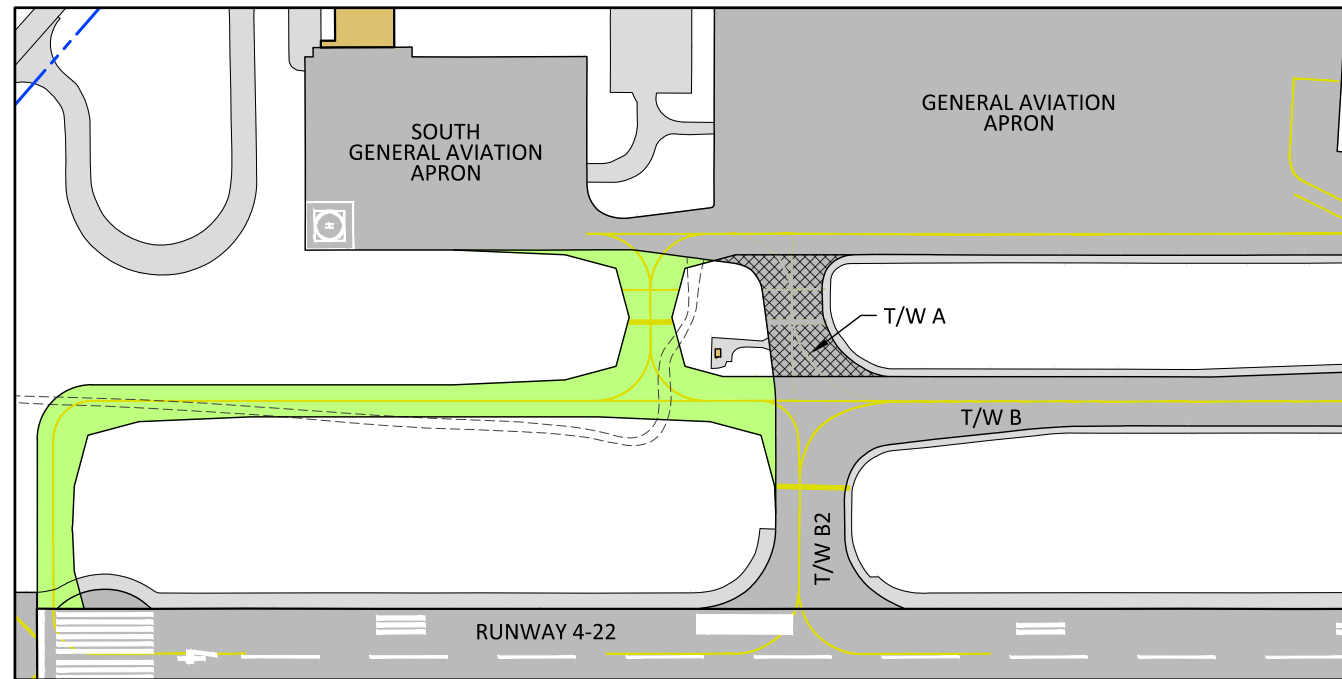 SOUTH
GENERAL AVIATION
APRON
GENERAL AVIATION
APRON
T/W A
T/W B
T/W B2
RUNWAY 4-22